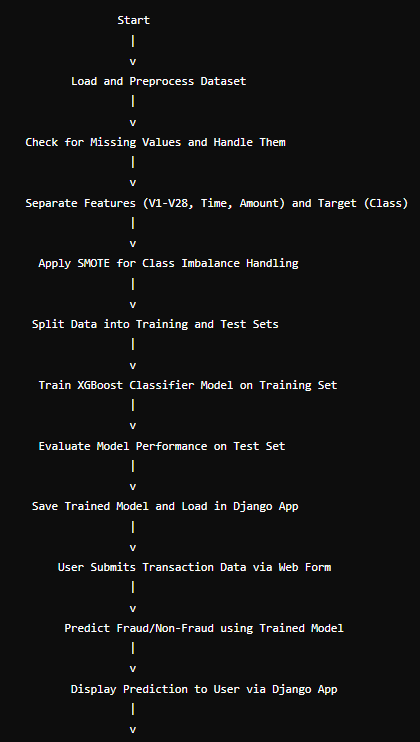 Start
|
v
Load and Preprocess Dataset
|
v
Check for Missing Values and Handle Them
|
v
Separate Features (V1-V28, Time, Amount) and Target (Class)
|
v
Apply SMOTE for Class Imbalance Handling
|
v
Split Data into Training and Test Sets
|
v
Train XGBoost Classifier Model on Training Set
|
v
Evaluate Model Performance on Test Set
|
v
Save Trained Model and Load in Django App
|
v
User Submits Transaction Data via Web Form
|
v
Predict Fraud/Non-Fraud using Trained Model
|
v
Display Prediction to User via Django App
|
v